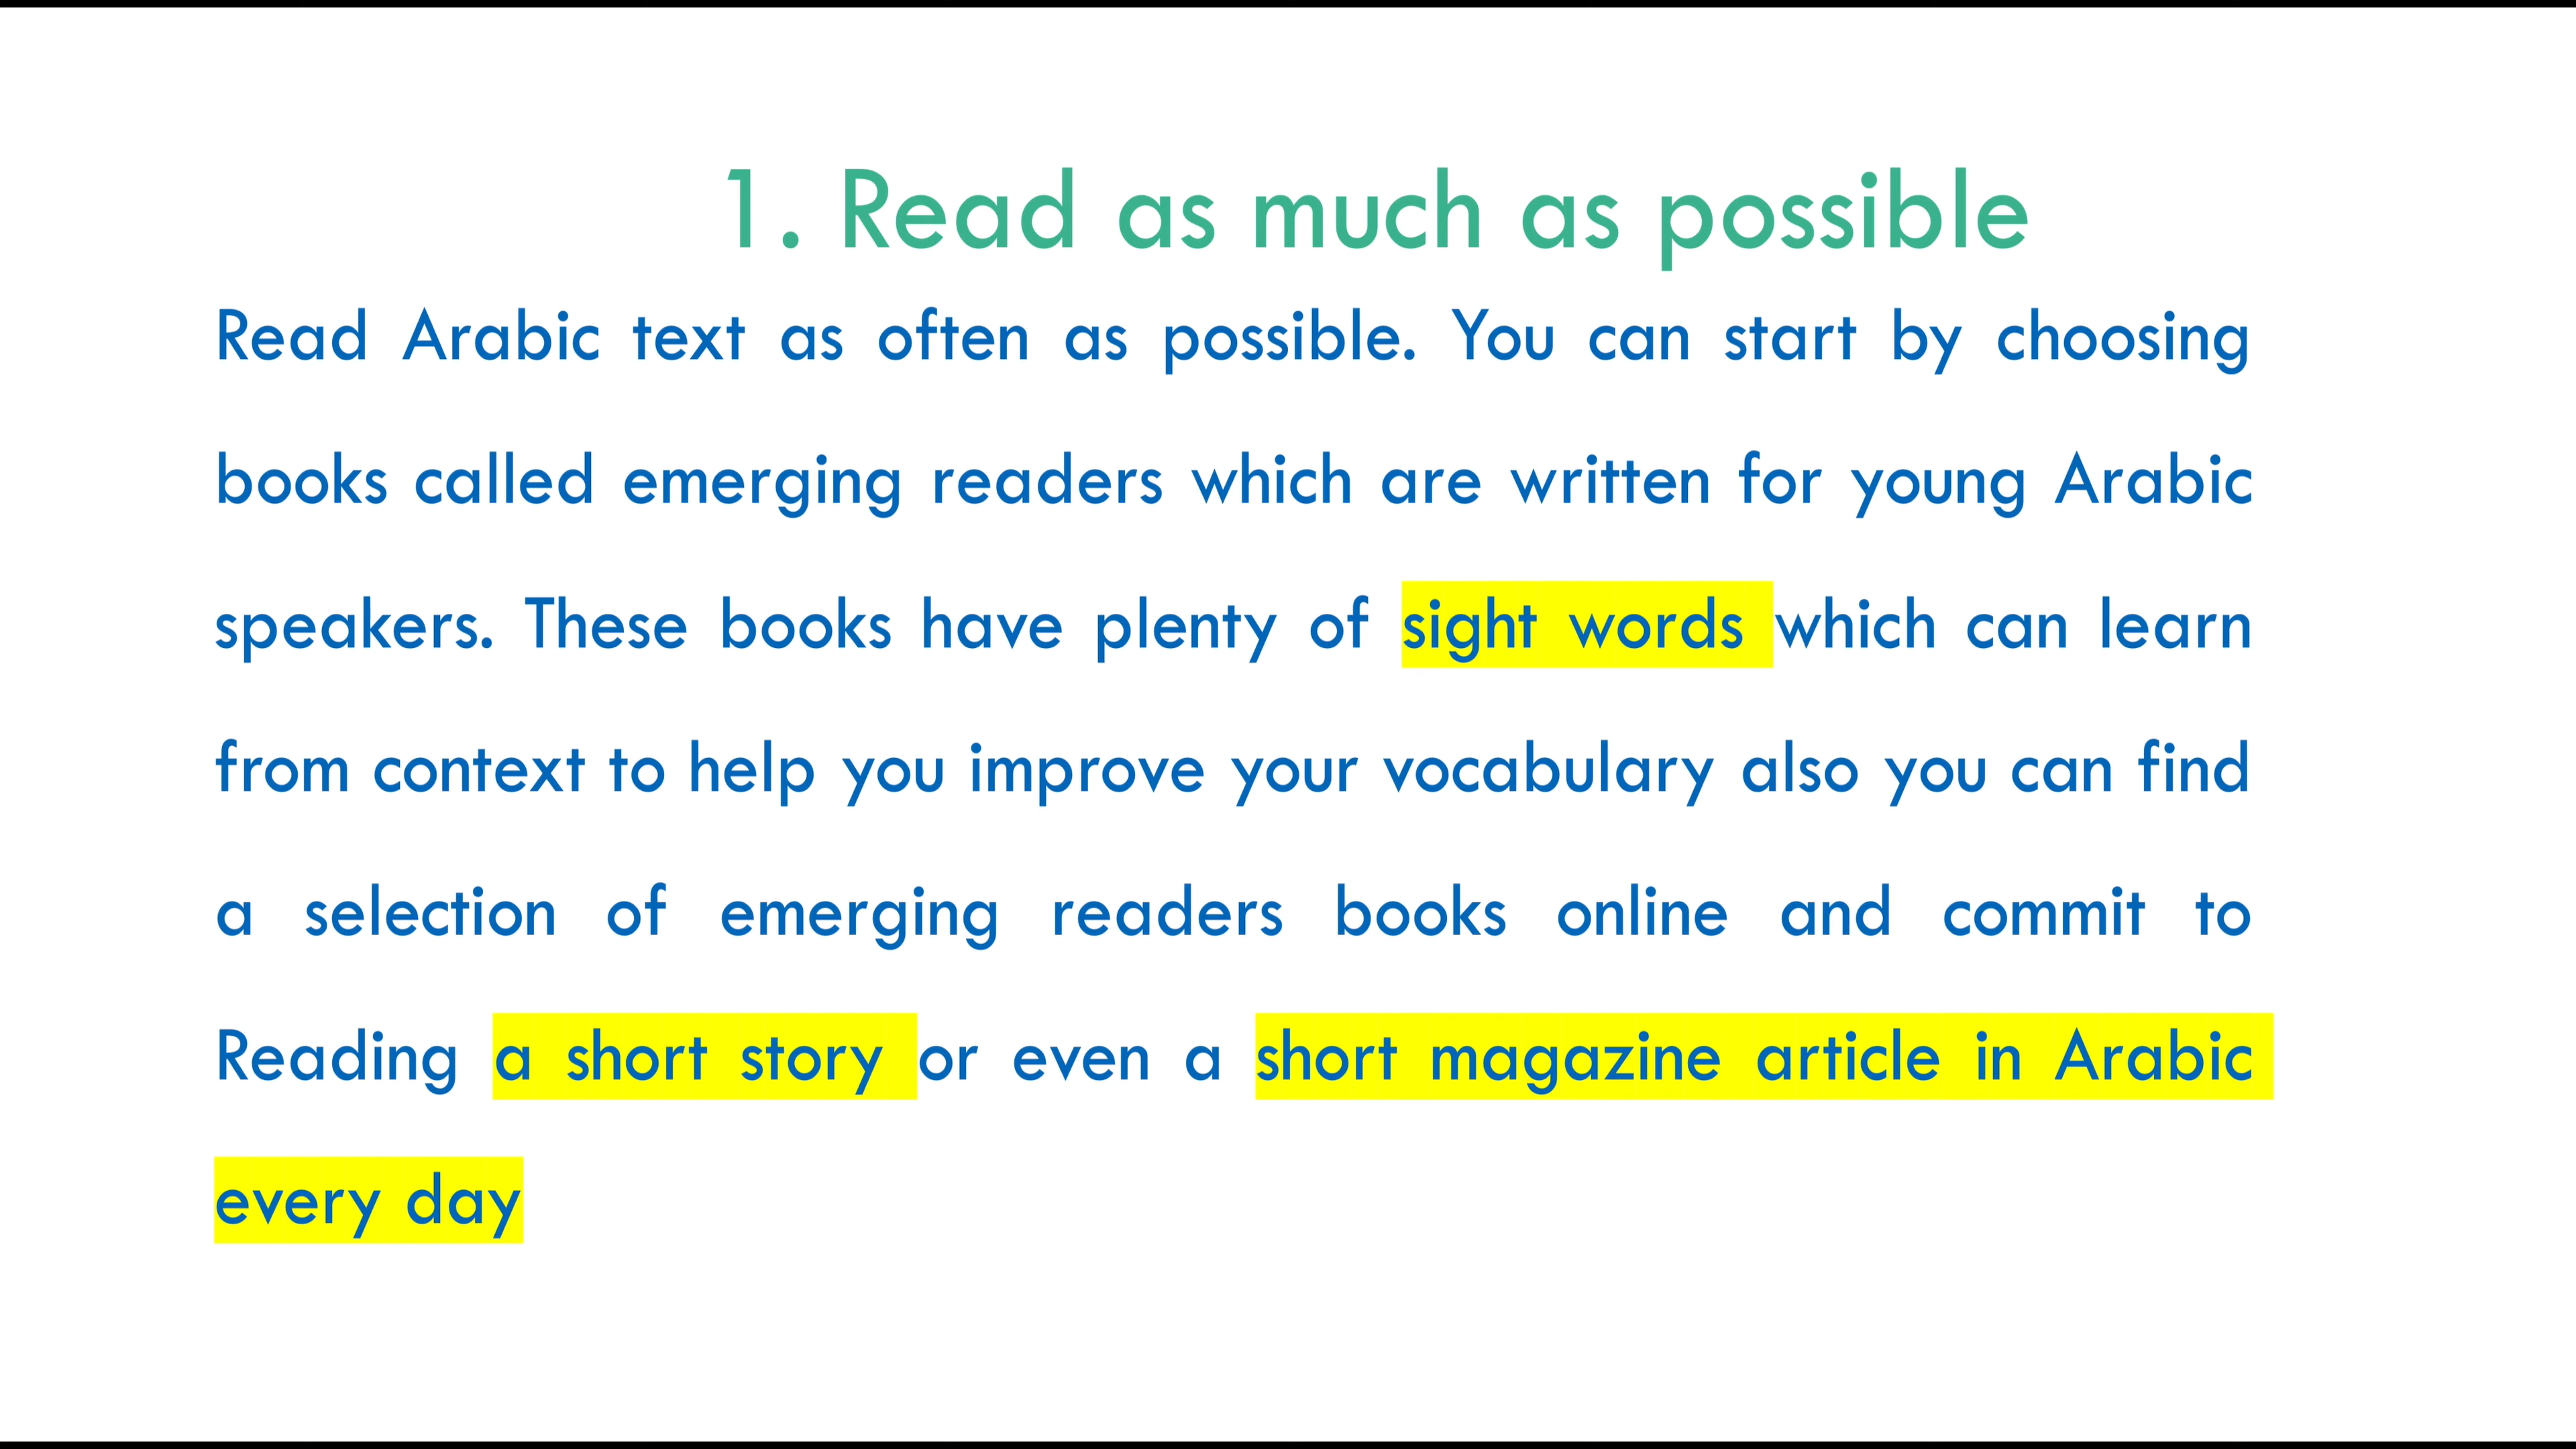 1. Read as much as possible
Read Arabic text as often as possible. You can start by choosing
books called emerging readers which are written for young Arabic
speakers. These books have plenty of sight words which can learn
from context to help you improve your vocabulary also you can find
a selection of emerging readers books online and commit to
Reading a short story or even a short magazine article in Arabic
every day